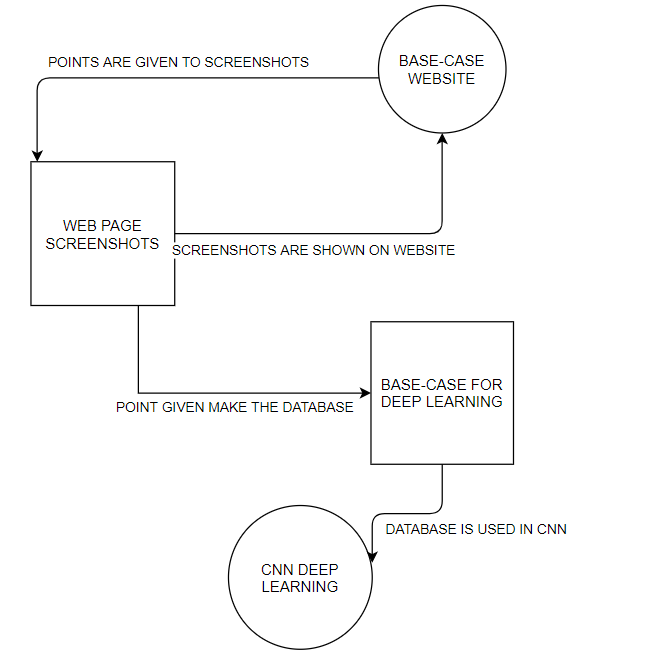 BASE-CASE
WEBSITE
POINTS ARE GIVEN TO SCREENSHOTS
WEB PAGE
SCREENSHOTS
SCREENSHOTS ARE SHOWN ON WEBSITE
BASE-CASE FOR
DEEP LEARNING
POINT GIVEN MAKE THE DATABASE
DATABASE IS USED IN CNN
CNN DEEP
LEARNING